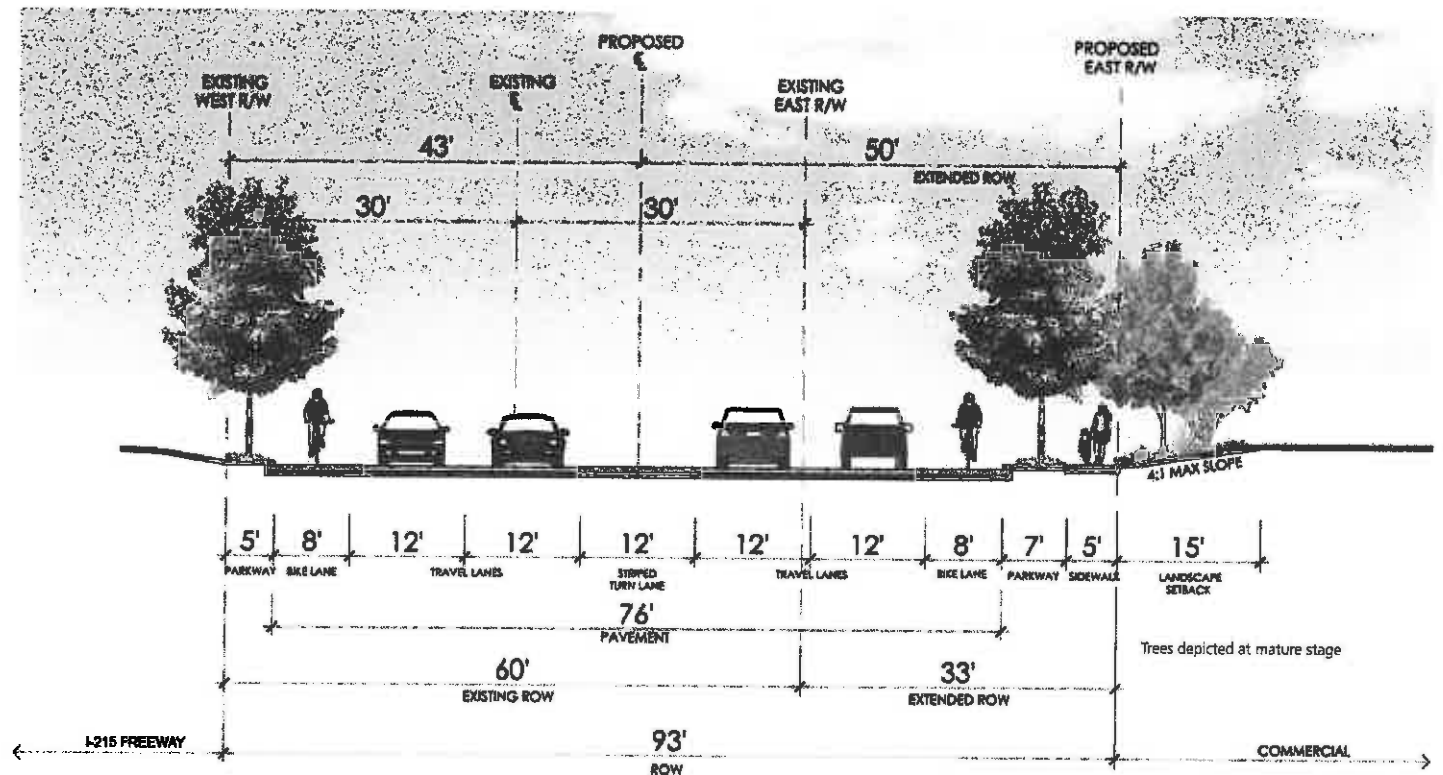 PROPOSED
℄
PROPOSED
EAST R/W
EXISTING
WEST R/W
EXISTING
℄
EXISTING
EAST R/W
43'
50'
EXTENDED ROW
30'
30'
4:1 MAX SLOPE
5'
8'
12'
12'
12'
12'
12'
8'
7'
5'
15'
PARKWAY
BIKE LANE
TRAVEL LANES
STRIPED
TURN LANE
TRAVEL LANES
BIKE LANE
PARKWAY
SIDEWALK
LANDSCAPE
SETBACK
76'
PAVEMENT
Trees depicted at mature stage
60'
EXISTING ROW
33'
EXTENDED ROW
I-215 FREEWAY
93'
ROW
COMMERCIAL